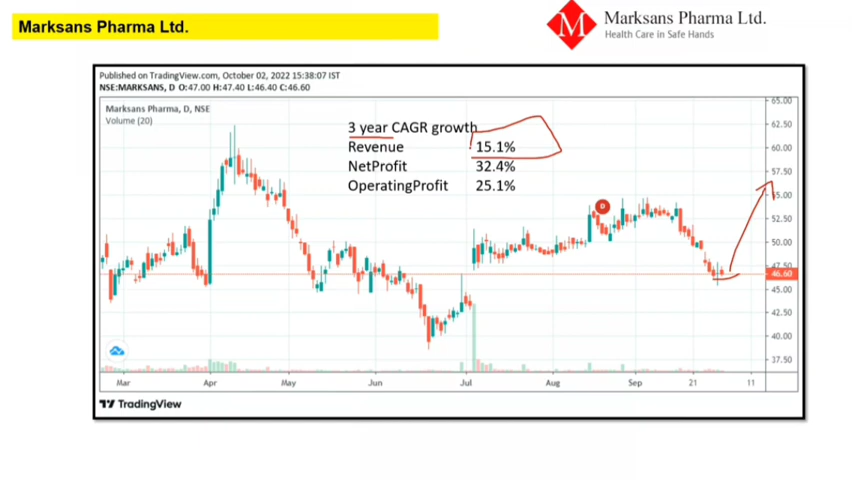 Marksans Pharma Ltd.
Marksans Pharma Ltd.
Health Care in Safe Hands
Published on TradingView.com, October 02, 2022 15:38:07 IST
NSE:MARKSANS, D O:47.00 H:47.40 L:46.40 C:46.60
Marksans Pharma, D, NSE
Volume (20)
3 year CAGR growth
Revenue 15.1%
NetProfit 32.4%
OperatingProfit 25.1%
D
65.00
62.50
60.00
57.50
55.00
52.50
50.00
47.50
46.60
45.00
42.50
40.00
37.50
Mar Apr May Jun Jul Aug Sep 21 11
TradingView